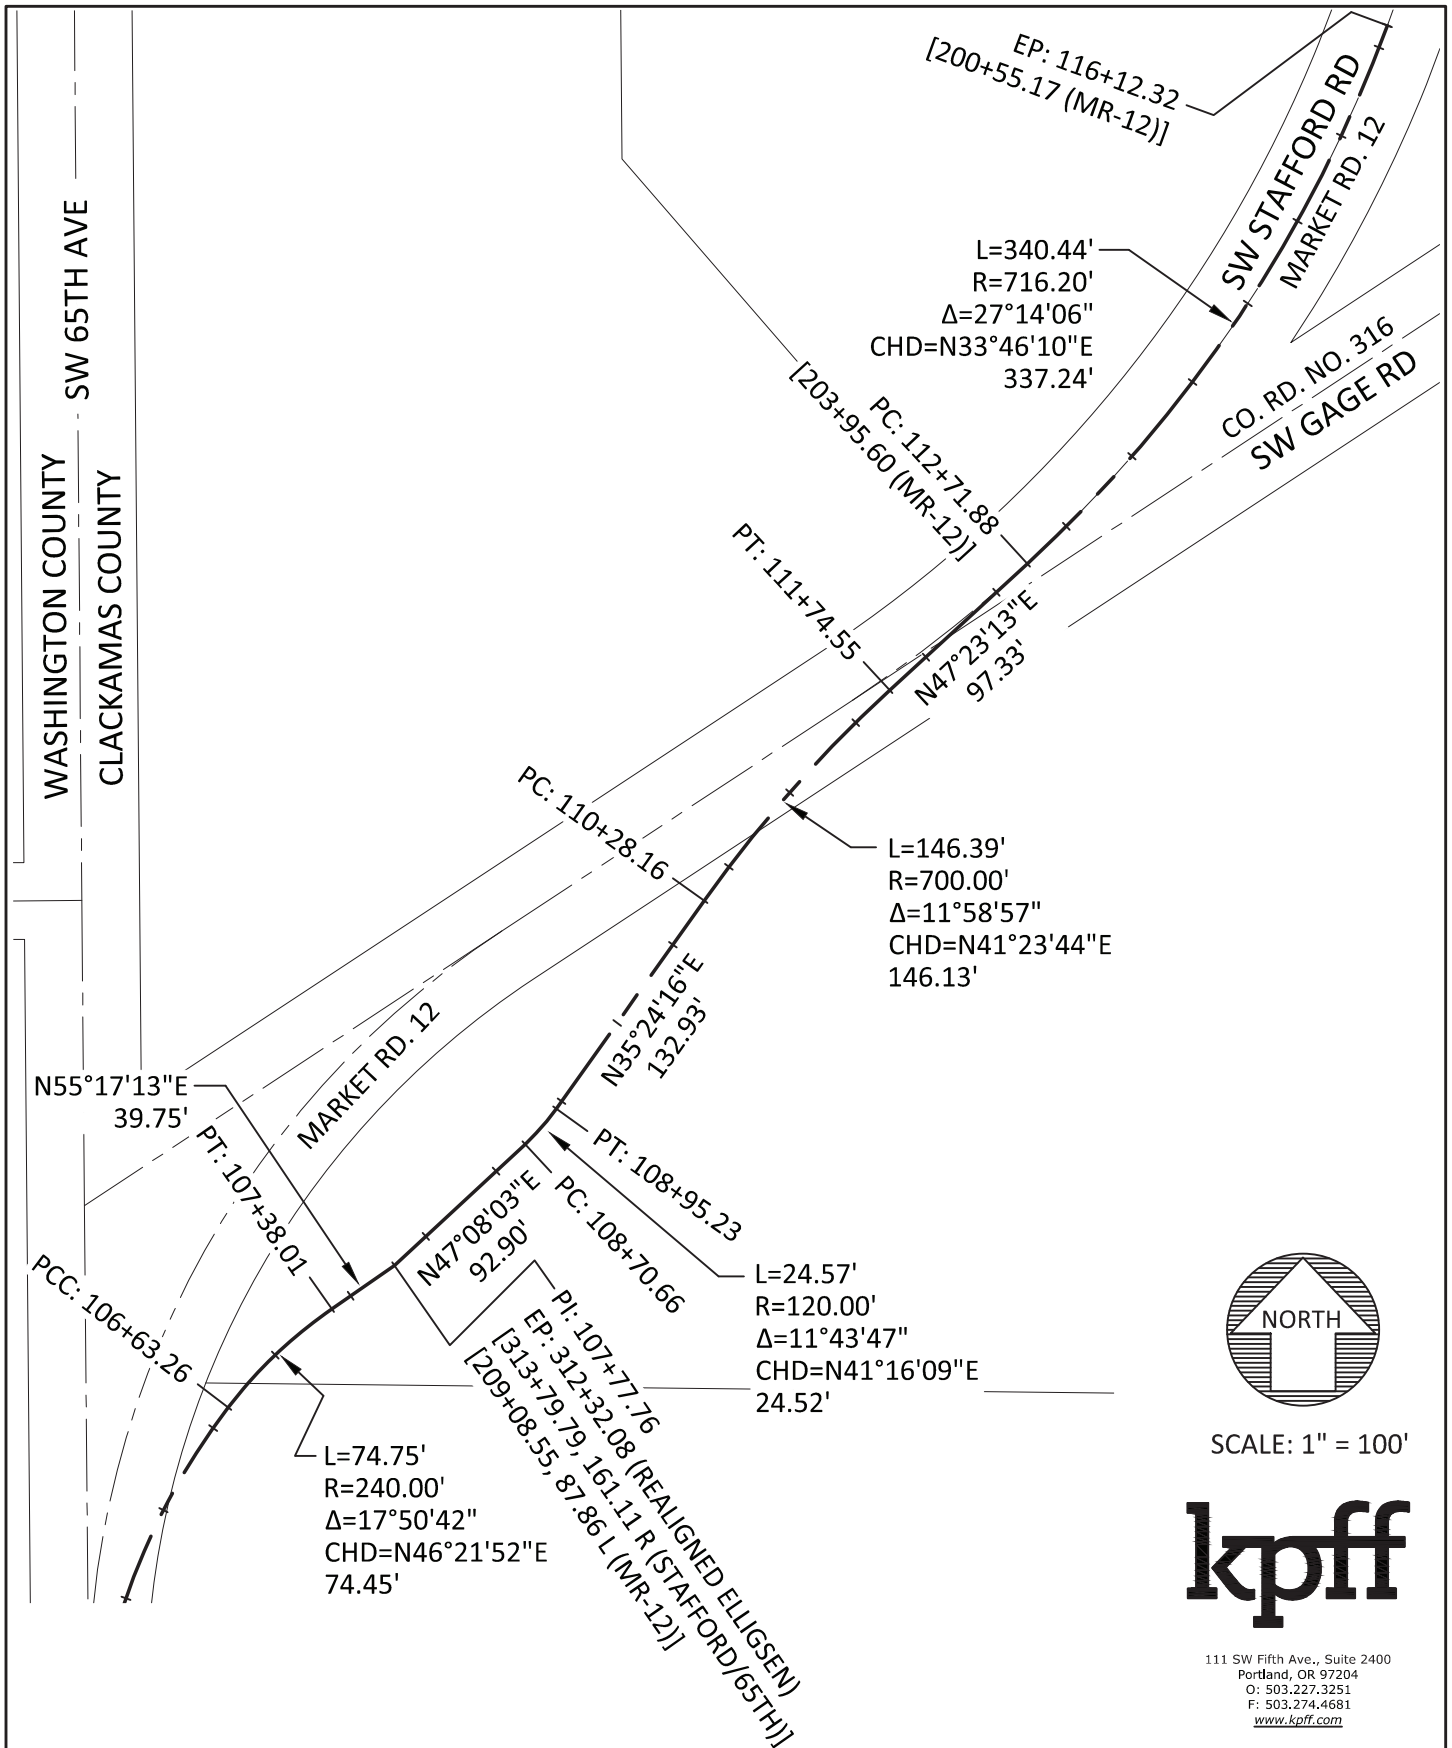 EP: 116+12.32
[200+55.17 (MR-12)]
SW STAFFORD RD
MARKET RD. 12
SW 65TH AVE
WASHINGTON COUNTY
CLACKAMAS COUNTY
L=340.44'
R=716.20'
Δ=27°14'06"
CHD=N33°46'10"E
337.24'
CO. RD. NO. 316
SW GAGE RD
PC: 112+71.88
[203+95.60 (MR-12)]
PT: 111+74.55
N47°23'13"E
97.33'
PC: 110+28.16
L=146.39'
R=700.00'
Δ=11°58'57"
CHD=N41°23'44"E
146.13'
N35°24'16"E
132.93'
MARKET RD. 12
N55°17'13"E
39.75'
PT: 107+38.01
PCC: 106+63.26
PT: 108+95.23
PC: 108+70.66
N47°08'03"E
92.90'
L=24.57'
R=120.00'
Δ=11°43'47"
CHD=N41°16'09"E
24.52'
PI: 107+77.76
EP: 312+32.08 (REALIGNED ELLIGSEN)
[313+79.79, 161.11 R (STAFFORD/65TH)]
[209+08.55, 87.86 L (MR-12)]
L=74.75'
R=240.00'
Δ=17°50'42"
CHD=N46°21'52"E
74.45'
NORTH
SCALE: 1" = 100'
kpff
111 SW Fifth Ave., Suite 2400
Portland, OR 97204
O: 503.227.3251
F: 503.274.4681
www.kpff.com